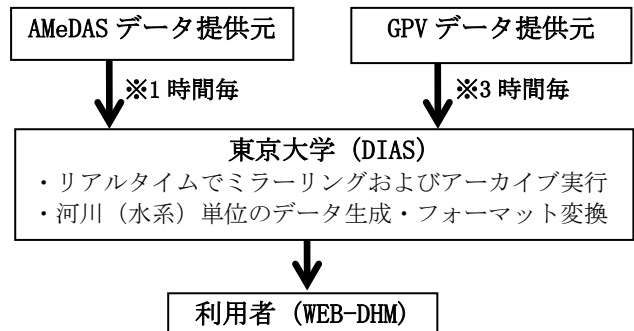 AMeDAS データ提供元
GPV データ提供元
※1 時間毎
※3 時間毎
東京大学 (DIAS)
・リアルタイムでミラーリングおよびアーカイブ実行
・河川（水系）単位のデータ生成・フォーマット変換
利用者 (WEB-DHM)